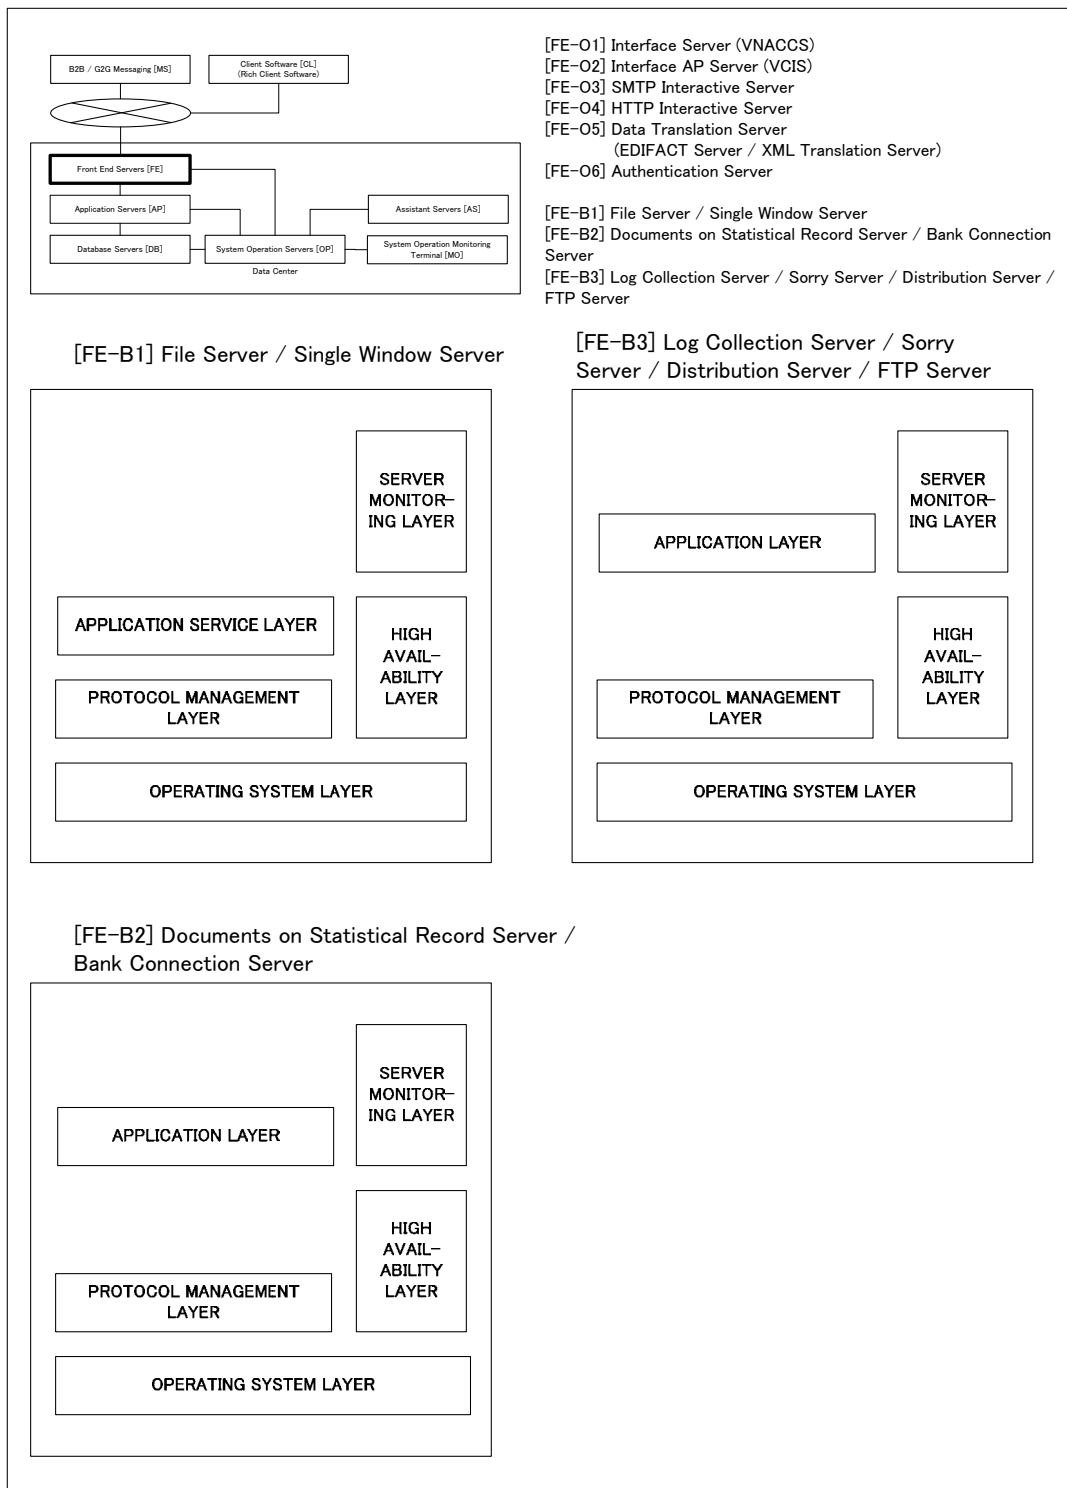 B2B / G2G Messaging [MS]
Client Software [CL]
(Rich Client Software)
Front End Servers [FE]
Application Servers [AP]
Assistant Servers [AS]
Database Servers [DB]
System Operation Servers [OP]
System Operation Monitoring
Terminal [MO]
Data Center
[FE-O1] Interface Server (VNACCS)
[FE-O2] Interface AP Server (VCIS)
[FE-O3] SMTP Interactive Server
[FE-O4] HTTP Interactive Server
[FE-O5] Data Translation Server
(EDIFACT Server / XML Translation Server)
[FE-O6] Authentication Server
[FE-B1] File Server / Single Window Server
[FE-B2] Documents on Statistical Record Server / Bank Connection
Server
[FE-B3] Log Collection Server / Sorry Server / Distribution Server /
FTP Server
[FE-B1] File Server / Single Window Server
SERVER
MONITOR-
ING LAYER
APPLICATION SERVICE LAYER
HIGH
AVAIL-
ABILITY
LAYER
PROTOCOL MANAGEMENT
LAYER
OPERATING SYSTEM LAYER
[FE-B3] Log Collection Server / Sorry
Server / Distribution Server / FTP Server
SERVER
MONITOR-
ING LAYER
APPLICATION LAYER
HIGH
AVAIL-
ABILITY
LAYER
PROTOCOL MANAGEMENT
LAYER
OPERATING SYSTEM LAYER
[FE-B2] Documents on Statistical Record Server /
Bank Connection Server
SERVER
MONITOR-
ING LAYER
APPLICATION LAYER
HIGH
AVAIL-
ABILITY
LAYER
PROTOCOL MANAGEMENT
LAYER
OPERATING SYSTEM LAYER